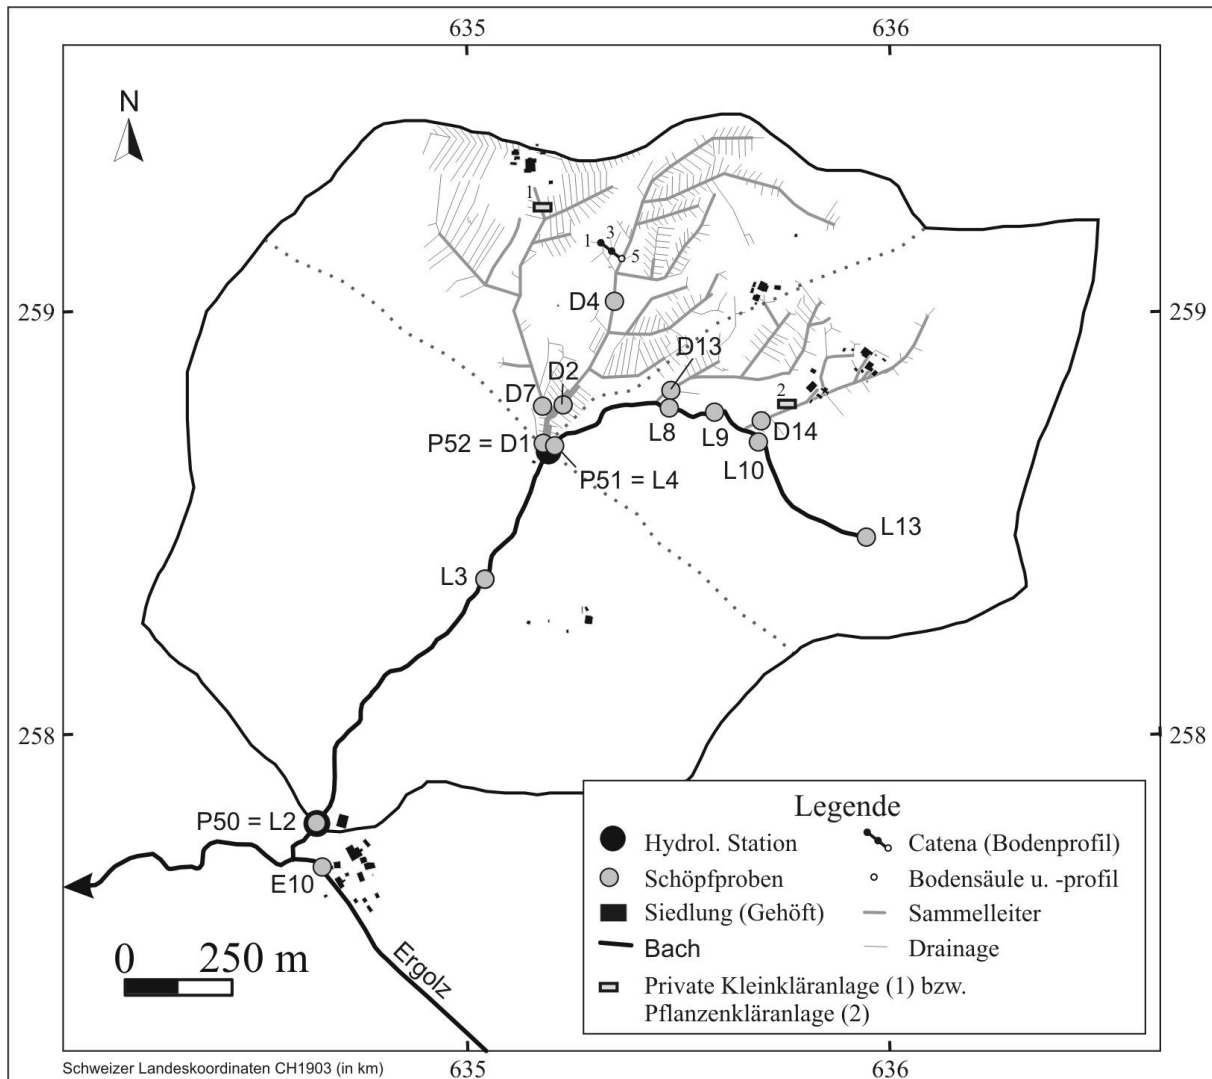 635 636
N
1
1 3 5
259 259
D4
D13
D7 D2
2
L8 L9 D14
P52 = D1
L10
P51 = L4
L13
L3
258 258
P50 = L2
E10
Ergolz
0 250 m
Legende
Hydrol. Station
Schöpfproben
Siedlung (Gehöft)
Bach
Private Kleinkläranlage (1) bzw.
Pflanzenkläranlage (2)
Catena (Bodenprofil)
Bodensäule u. -profil
Sammelleiter
Drainage
Schweizer Landeskoordinaten CH1903 (in km)
635 636